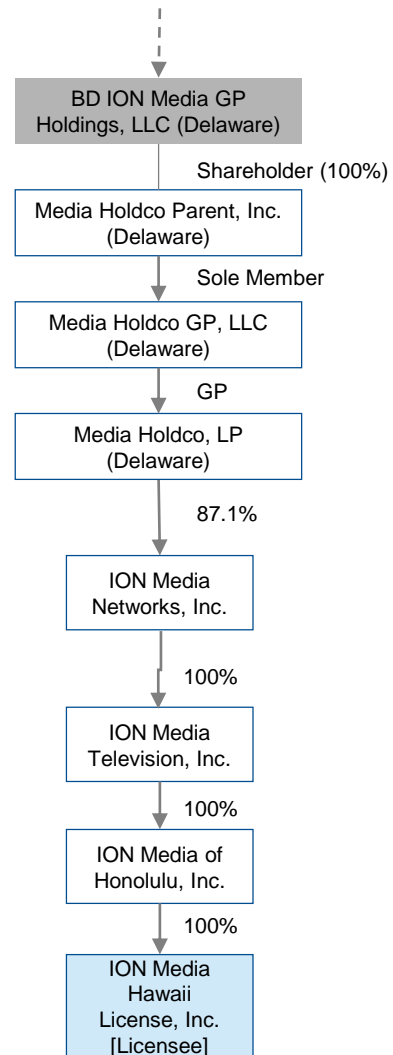 BD ION Media GP
Holdings, LLC (Delaware)
Shareholder (100%)
Media Holdco Parent, Inc.
(Delaware)
Sole Member
Media Holdco GP, LLC
(Delaware)
GP
Media Holdco, LP
(Delaware)
87.1%
ION Media
Networks, Inc.
100%
ION Media
Television, Inc.
100%
ION Media of
Honolulu, Inc.
100%
ION Media
Hawaii
License, Inc.
[Licensee]